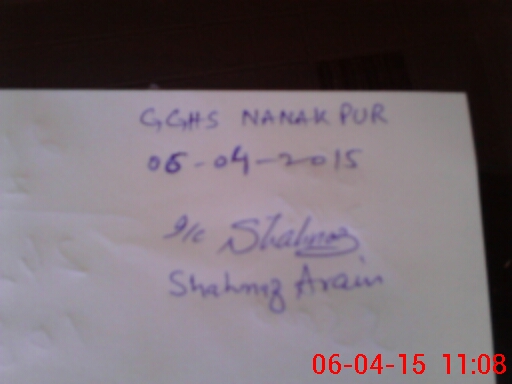 GGHS NANAKPUR
06-04-2015
I/c Shahnaz
Shahnaz Arain
06-04-15 11:08